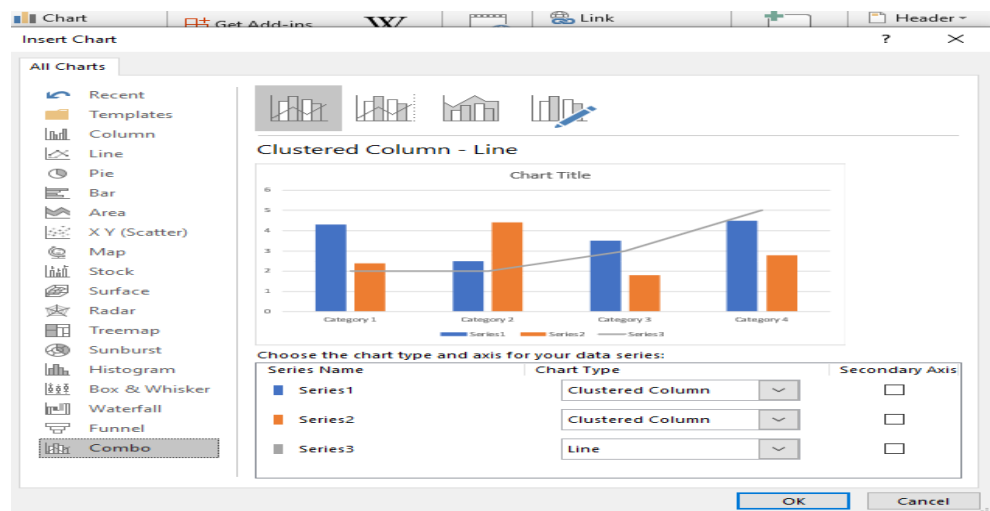 Chart
Get Add-ins
W
Link
Header
Insert Chart
? ×
All Charts
Recent
Templates
Column
Line
Pie
Bar
Area
X Y (Scatter)
Map
Stock
Surface
Radar
Treemap
Sunburst
Histogram
Box & Whisker
Waterfall
Funnel
Combo
Clustered Column - Line
Chart Title
6
5
4
3
2
1
0
Category 1 Category 2 Category 3 Category 4
Series1 Series2 Series3
Choose the chart type and axis for your data series:
Series Name Chart Type Secondary Axis
Series1 Clustered Column
Series2 Clustered Column
Series3 Line
OK Cancel